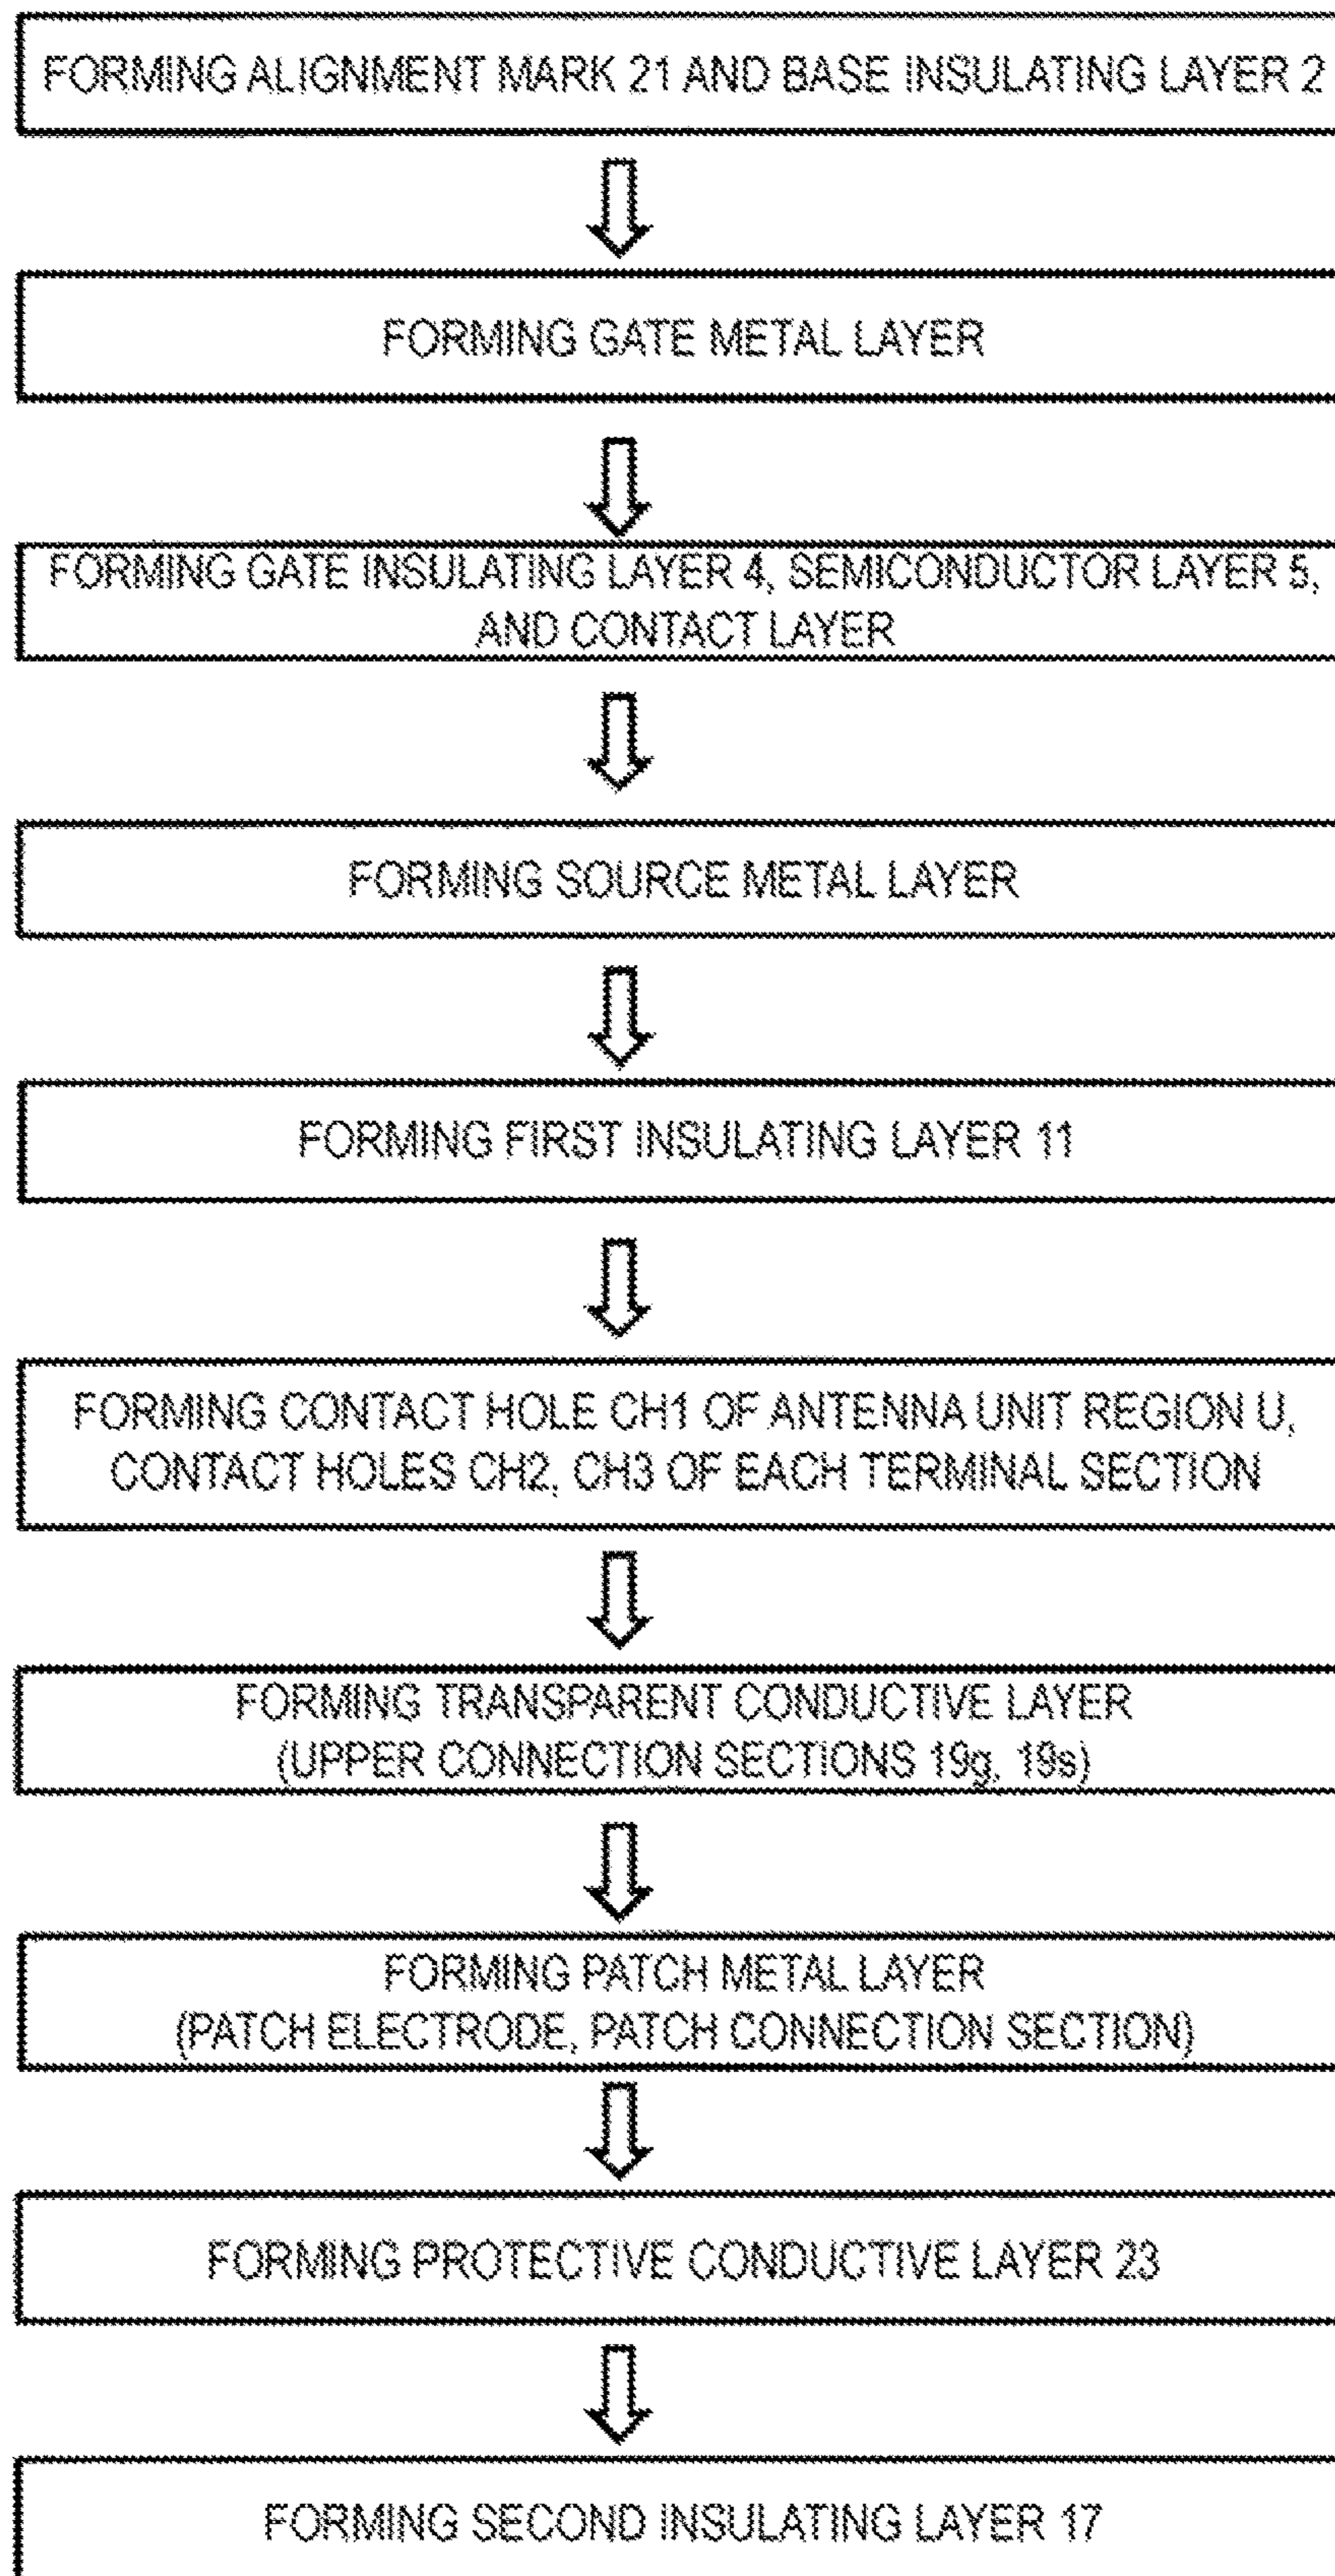 FORMING ALIGNMENT MARK 21 AND BASE INSULATING LAYER 2
FORMING GATE METAL LAYER
FORMING GATE INSULATING LAYER 4, SEMICONDUCTOR LAYER 5,
AND CONTACT LAYER
FORMING SOURCE METAL LAYER
FORMING FIRST INSULATING LAYER 11
FORMING CONTACT HOLE CH1 OF ANTENNA UNIT REGION U,
CONTACT HOLES CH2, CH3 OF EACH TERMINAL SECTION
FORMING TRANSPARENT CONDUCTIVE LAYER
(UPPER CONNECTION SECTIONS 19g, 19s)
FORMING PATCH METAL LAYER
(PATCH ELECTRODE, PATCH CONNECTION SECTION)
FORMING PROTECTIVE CONDUCTIVE LAYER 23
FORMING SECOND INSULATING LAYER 17